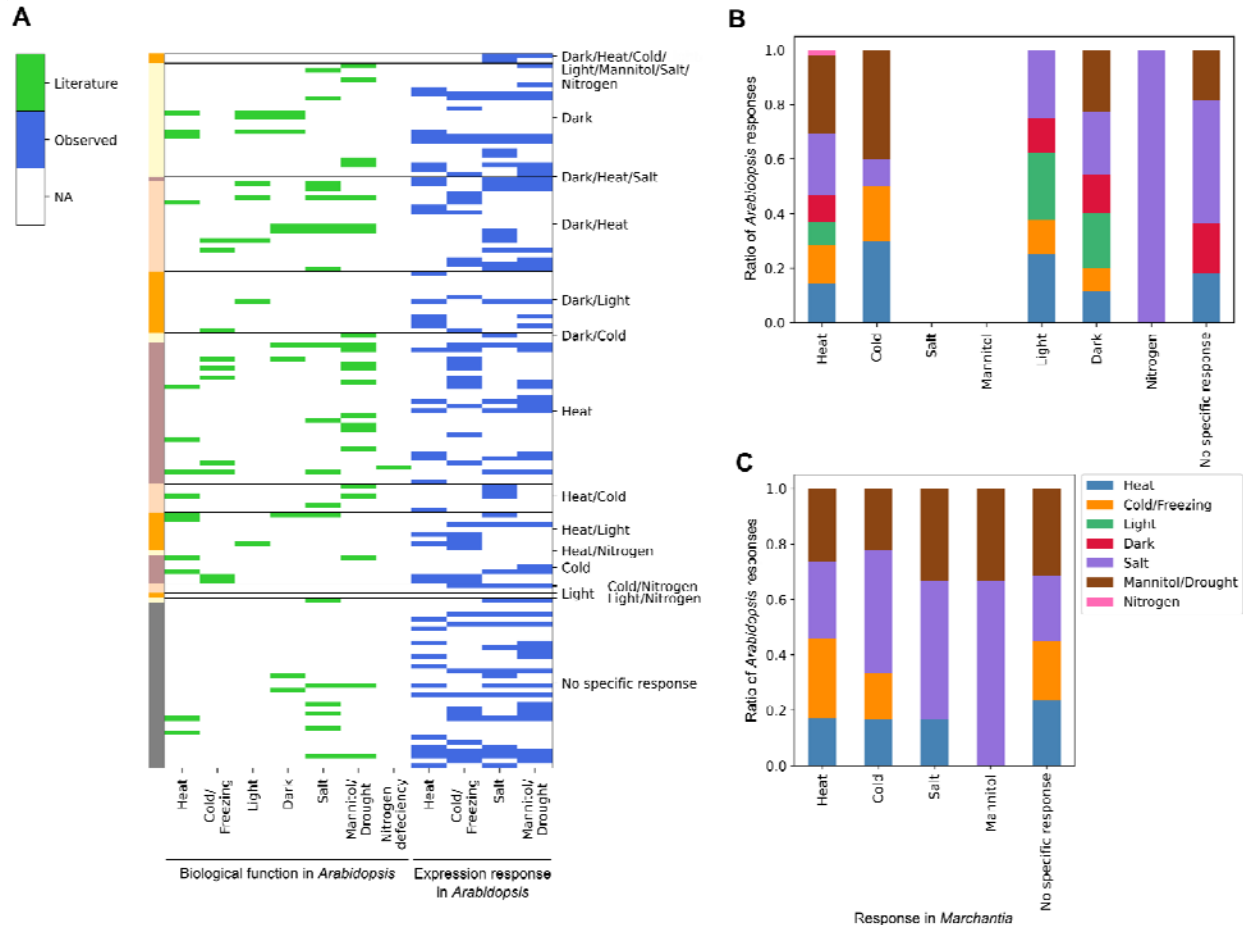 A
Literature
Observed
NA
Dark/Heat/Cold/
Light/Mannitol/Salt/
Nitrogen
Dark
Dark/Heat/Salt
Dark/Heat
Dark/Light
Dark/Cold
Heat
Heat/Cold
Heat/Light
Heat/Nitrogen
Cold
Cold/Nitrogen
Light
Light/Nitrogen
No specific response
Heat
Cold/
Freezing
Light
Dark
Salt
Mannitol/
Drought
Nitrogen
defeciency
Heat
Cold/
Freezing
Salt
Mannitol/
Drought
Biological function in Arabidopsis
Expression response
in Arabidopsis
B
Ratio of Arabidopsis responses
1.0
0.8
0.6
0.4
0.2
0.0
Heat
Cold
Salt
Mannitol
Light
Dark
Nitrogen
No specific response
C
Ratio of Arabidopsis responses
1.0
0.8
0.6
0.4
0.2
0.0
Heat
Cold
Salt
Mannitol
No specific response
Response in Marchantia
Heat
Cold/Freezing
Light
Dark
Salt
Mannitol/Drought
Nitrogen